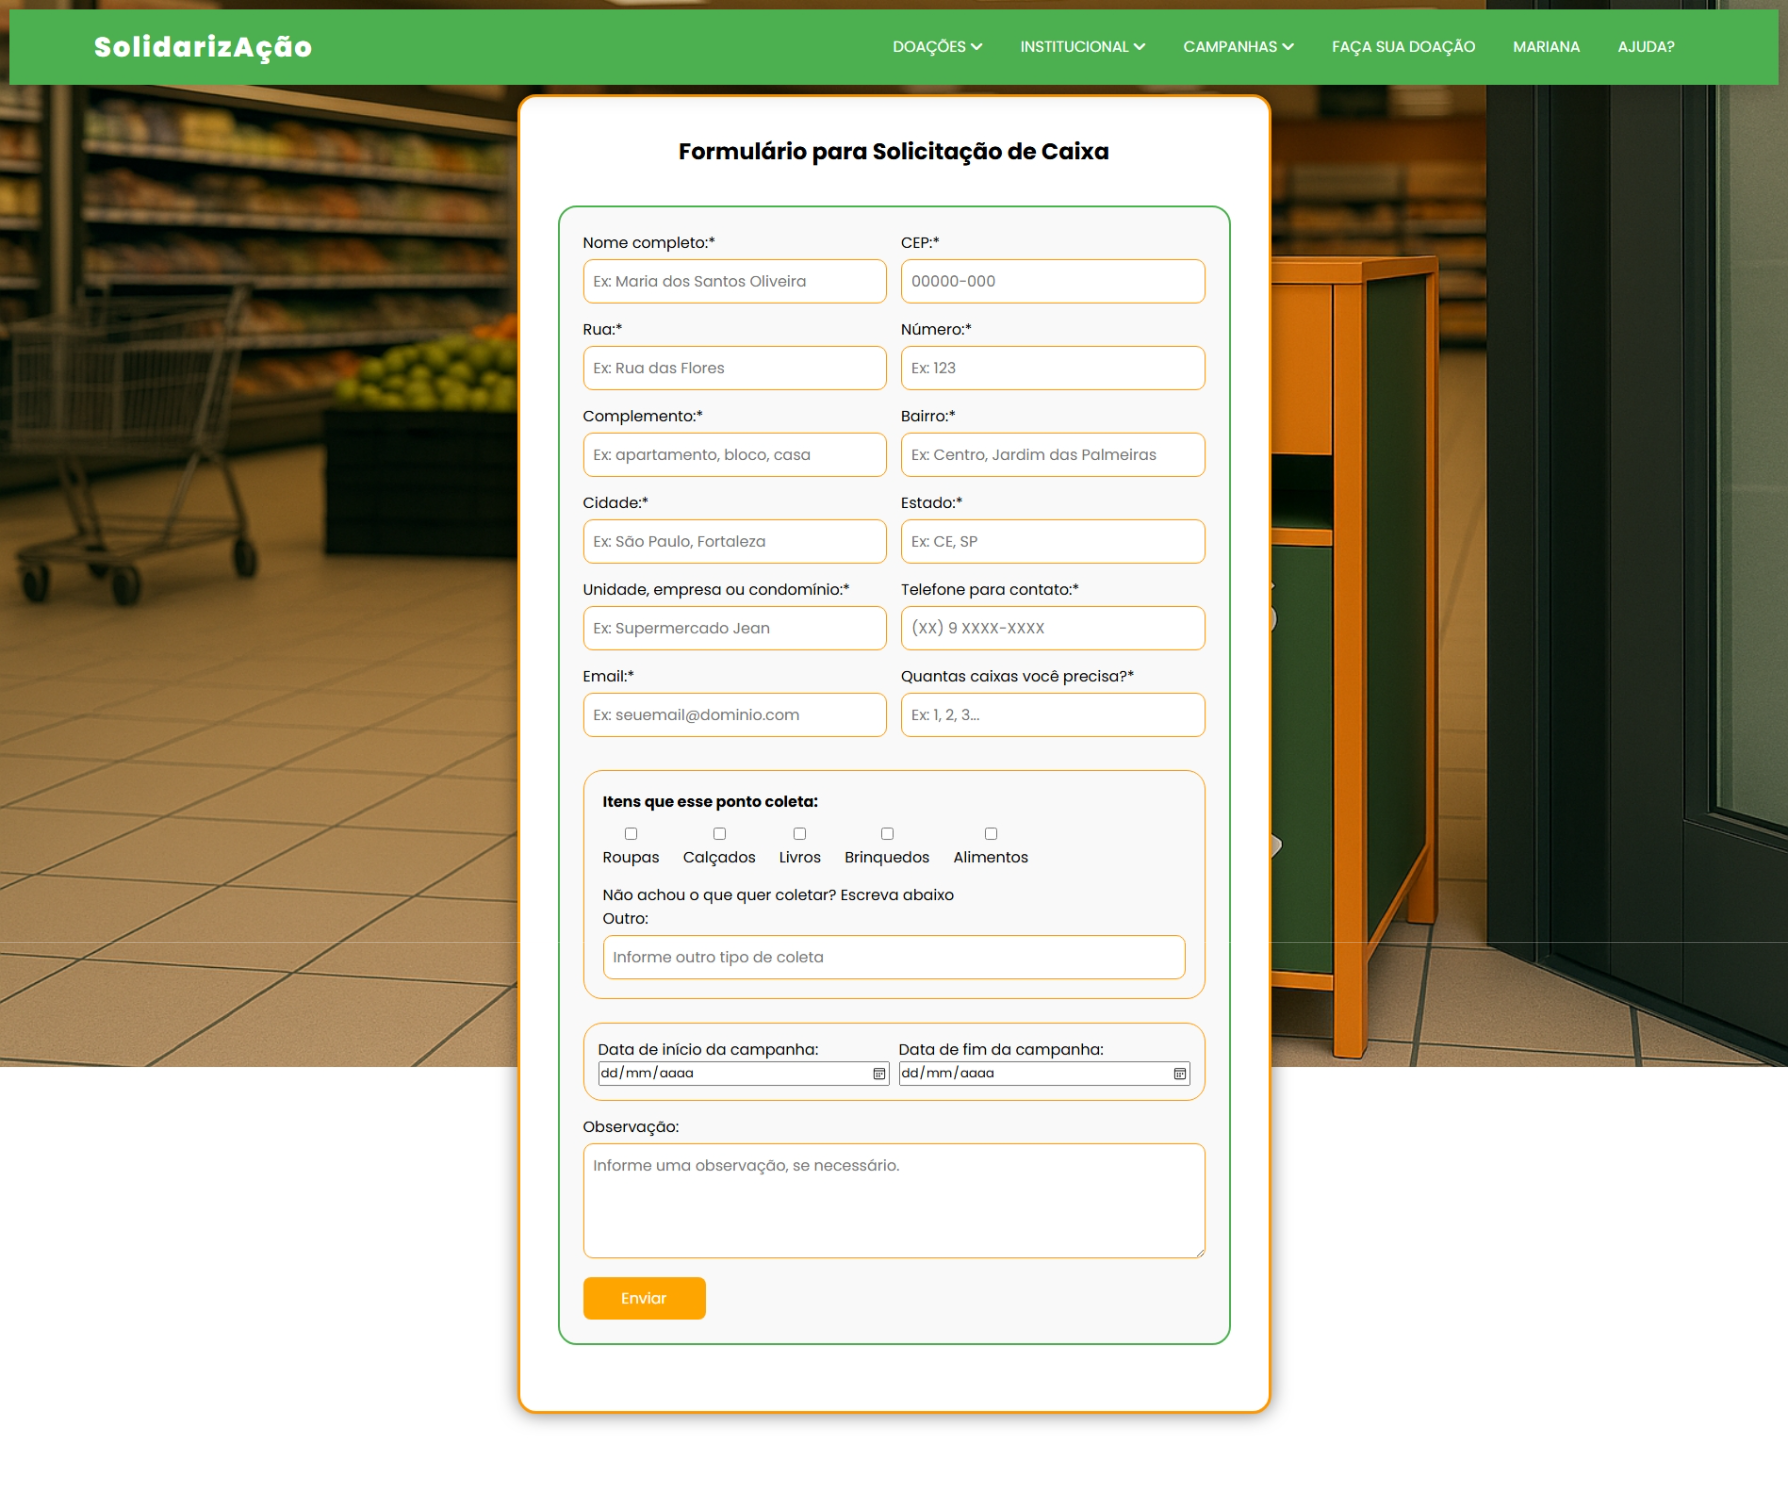 SolidarizAção
DOAÇÕES INSTITUCIONAL CAMPANHAS FAÇA SUA DOAÇÃO MARIANA AJUDA?
Formulário para Solicitação de Caixa
Nome completo:* CEP:*
Ex: Maria dos Santos Oliveira 00000-000
Rua:* Número:*
Ex: Rua das Flores Ex: 123
Complemento:* Bairro:*
Ex: apartamento, bloco, casa Ex: Centro, Jardim das Palmeiras
Cidade:* Estado:*
Ex: São Paulo, Fortaleza Ex: CE, SP
Unidade, empresa ou condomínio:* Telefone para contato:*
Ex: Supermercado Jean (XX) 9 XXXX-XXXX
Email:* Quantas caixas você precisa?*
Ex: seuemail@dominio.com Ex: 1, 2, 3...
Itens que esse ponto coleta:
Roupas Calçados Livros Brinquedos Alimentos
Não achou o que quer coletar? Escreva abaixo
Outro:
Informe outro tipo de coleta
Data de início da campanha: Data de fim da campanha:
dd/mm/aaaa dd/mm/aaaa
Observação:
Informe uma observação, se necessário.
Enviar